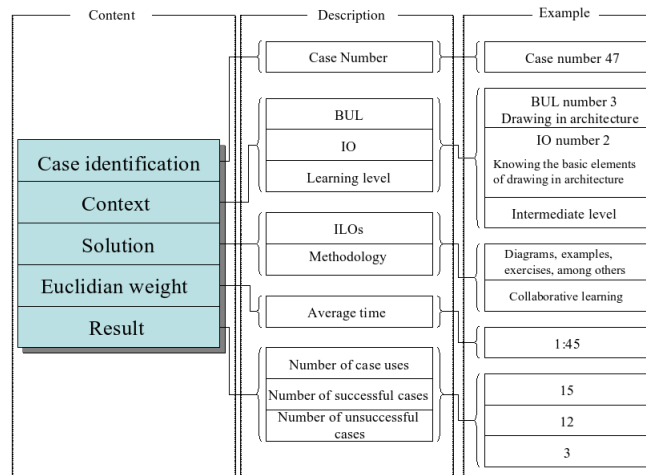 Content
Description
Example
Case Number
Case number 47
BUL
IO
Learning level
BUL number 3
Drawing in architecture
IO number 2
Knowing the basic elements
of drawing in architecture
Intermediate level
Case identification
Context
Solution
Euclidian weight
Result
ILOs
Methodology
Diagrams, examples,
exercises, among others
Collaborative learning
Average time
1:45
Number of case uses
Number of successful cases
Number of unsuccessful
cases
15
12
3